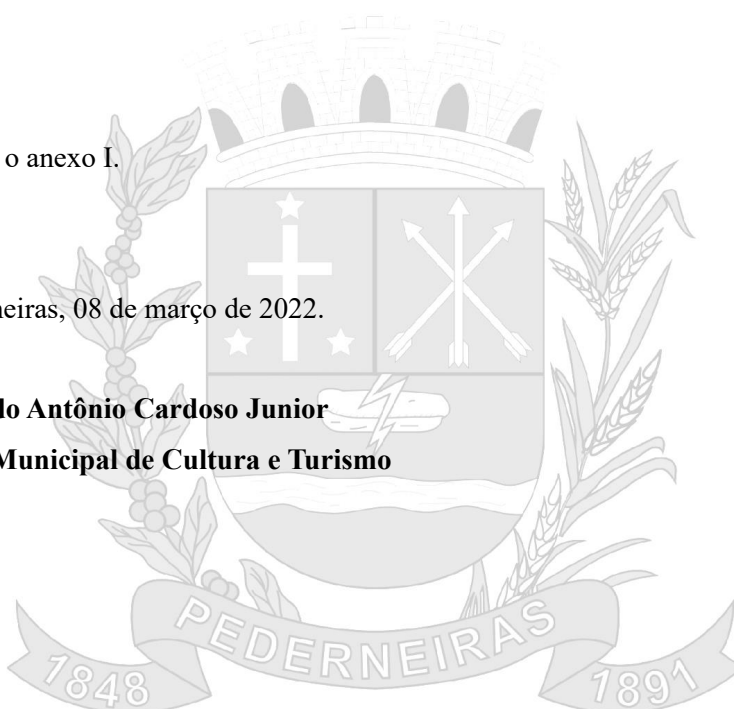 o anexo I.
neiras, 08 de março de 2022.
lo Antônio Cardoso Junior
Municipal de Cultura e Turismo
PEDERNEIRAS
1848
1891